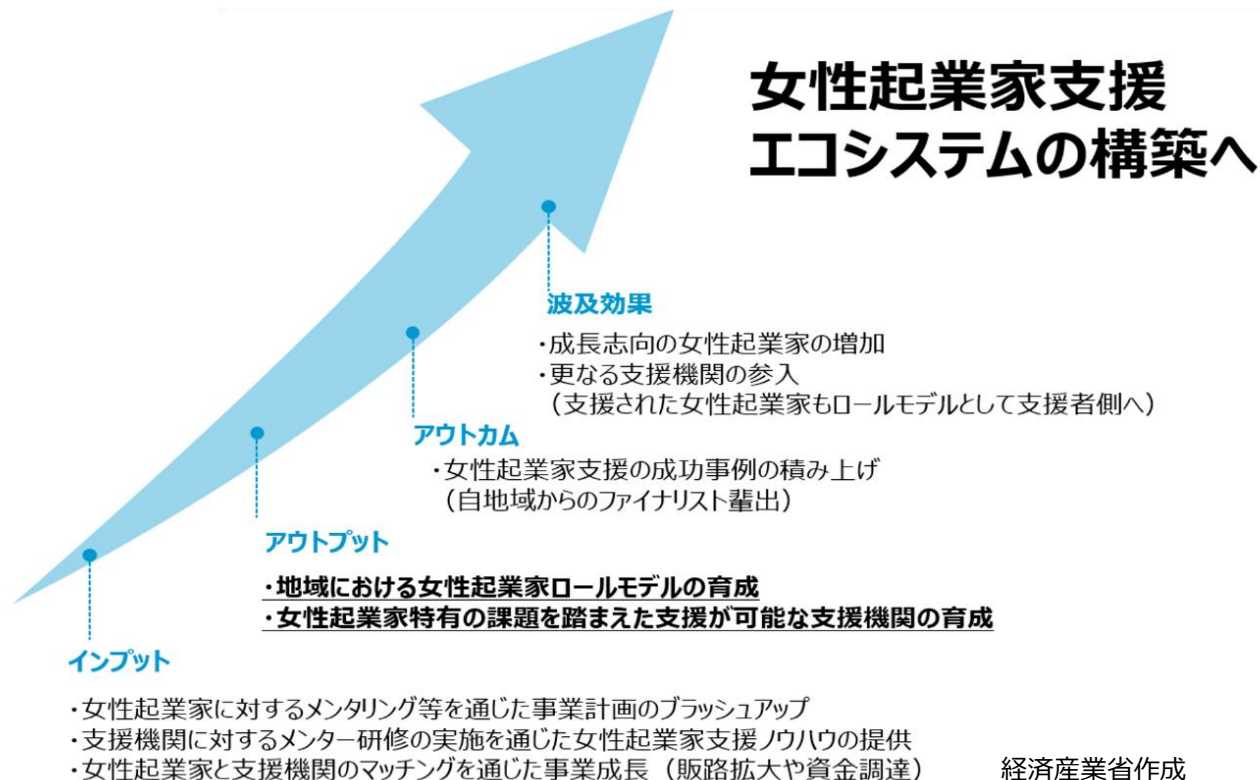 女性起業家支援
エコシステムの構築へ
波及効果
・成長志向の女性起業家の増加
・更なる支援機関の参入
（支援された女性起業家もロールモデルとして支援者側へ）
アウトカム
・女性起業家支援の成功事例の積み上げ
（自地域からのファイナリスト輩出）
アウトプット
・地域における女性起業家ロールモデルの育成
・女性起業家特有の課題を踏まえた支援が可能な支援機関の育成
インプット
・女性起業家に対するメンタリング等を通じた事業計画のブラッシュアップ
・支援機関に対するメンター研修の実施を通じた女性起業家支援ノウハウの提供
・女性起業家と支援機関のマッチングを通じた事業成長（販路拡大や資金調達）
経済産業省作成